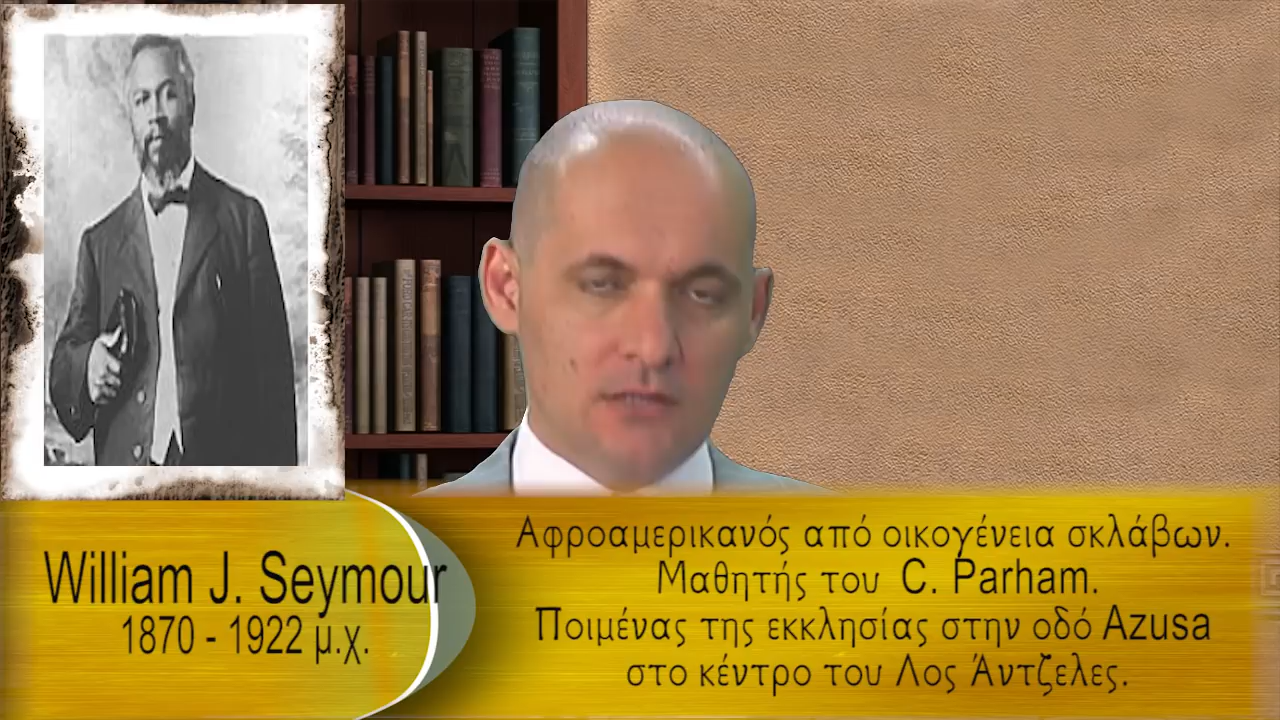 William J. Seymour
1870 - 1922 μ.χ.
Αφροαμερικανός από οικογένεια σκλάβων.
Μαθητής του C. Parham.
Ποιμένας της εκκλησίας στην οδό Azusa
στο κέντρο του Λος Άντζελες.